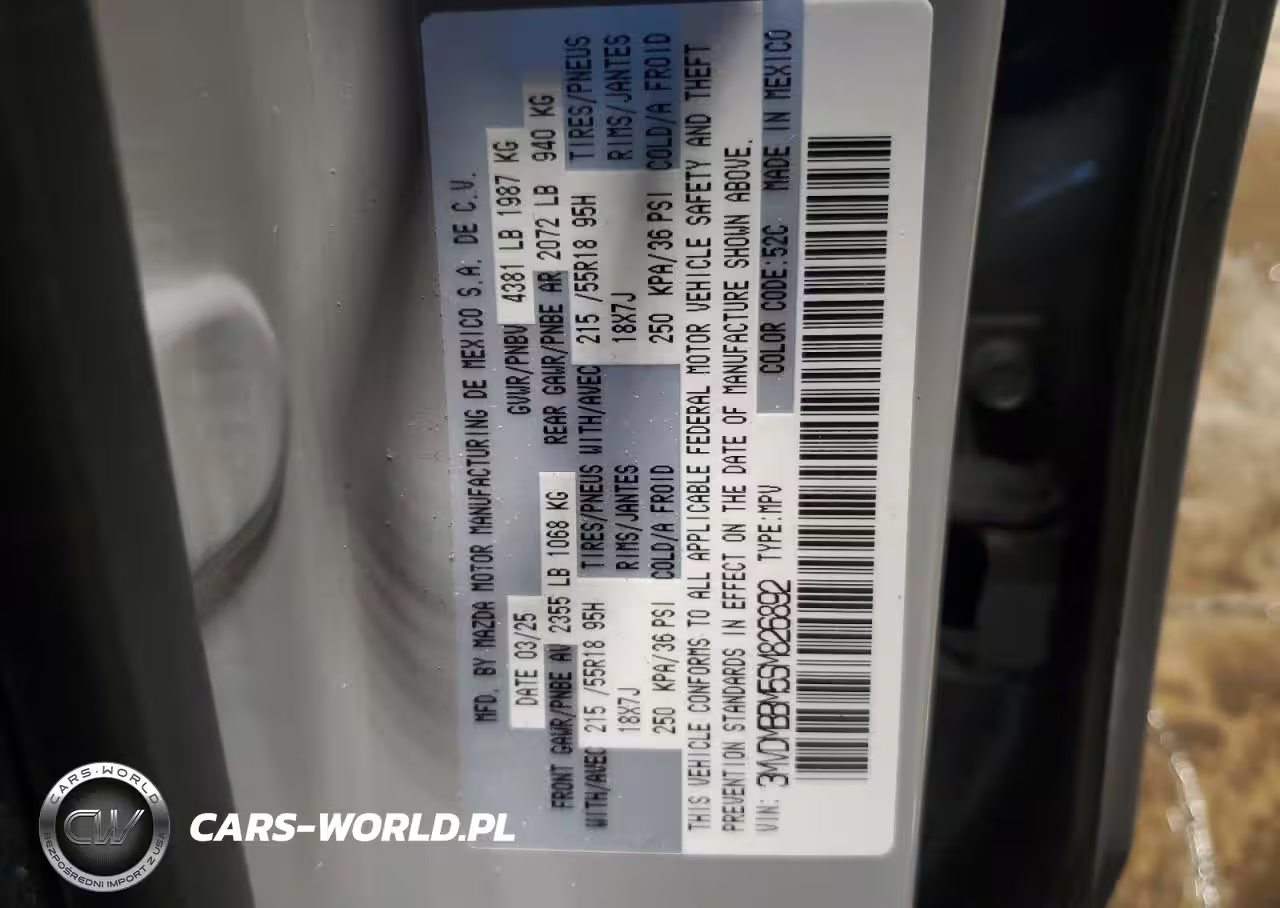 MFD. BY MAZDA MOTOR MANUFACTURING DE MEXICO S.A. DE C.V.
DATE 03/25 GVWR/PNBV 4381 LB 1987 KG
FRONT GAWR/PNBE AV 2355 LB 1068 KG REAR GAWR/PNBE AR 2072 LB 940 KG
WITH/AVEC 215 /55R18 95H TIRES/PNEUS WITH/AVEC 215 /55R18 95H TIRES/PNEUS
18X7J RIMS/JANTES 18X7J RIMS/JANTES
250 KPA/36 PSI COLD/A FROID 250 KPA/36 PSI COLD/A FROID
THIS VEHICLE CONFORMS TO ALL APPLICABLE FEDERAL MOTOR VEHICLE SAFETY AND THEFT
PREVENTION STANDARDS IN EFFECT ON THE DATE OF MANUFACTURE SHOWN ABOVE.
VIN: 3MVDMBBM5SM826892 TYPE:MPV COLOR CODE:52C MADE IN MEXICO
CARS-WORLD
CW
BEZPOŚREDNI IMPORT Z USA
CARS-WORLD.PL